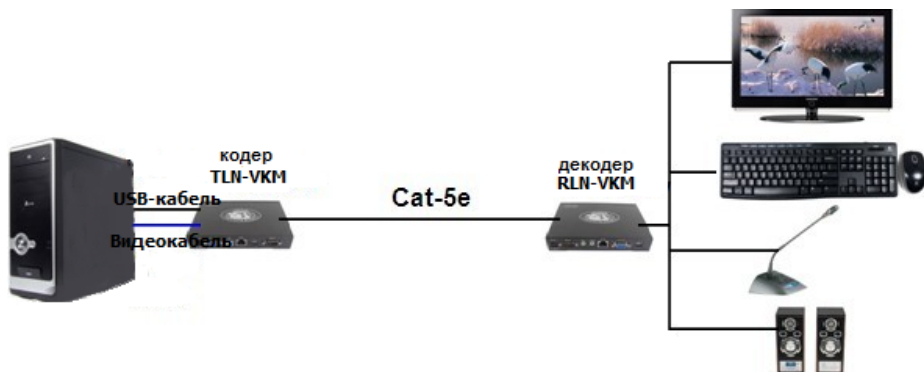 кодер
TLN-VKM
USB-кабель
Видеокабель
Cat-5e
декодер
RLN-VKM